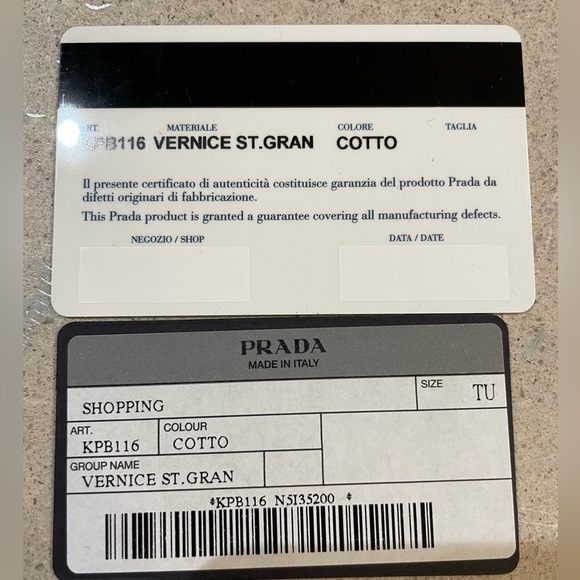 ART. MATERIALE COLORE TAGLIA
KPB116 VERNICE ST.GRAN COTTO
Il presente certificato di autenticità costituisce garanzia del prodotto Prada da
difetti originari di fabbricazione.
This Prada product is granted a guarantee covering all manufacturing defects.
NEGOZIO / SHOP DATA / DATE
PRADA
MADE IN ITALY
SHOPPING SIZE TU
ART. COLOUR
KPB116 COTTO
GROUP NAME
VERNICE ST.GRAN
*KPB116 N5I35200 *